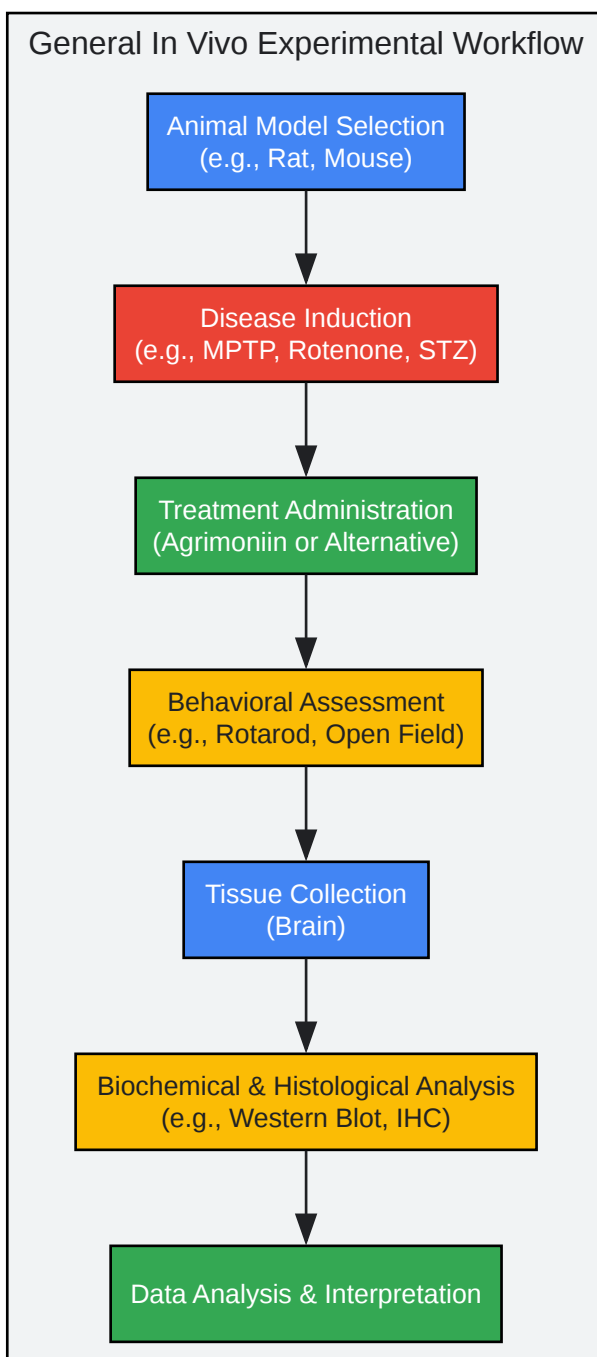 General In Vivo Experimental Workflow
Animal Model Selection
(e.g., Rat, Mouse)
Disease Induction
(e.g., MPTP, Rotenone, STZ)
Treatment Administration
(Agrimoniin or Alternative)
Behavioral Assessment
(e.g., Rotarod, Open Field)
Tissue Collection
(Brain)
Biochemical & Histological Analysis
(e.g., Western Blot, IHC)
Data Analysis & Interpretation